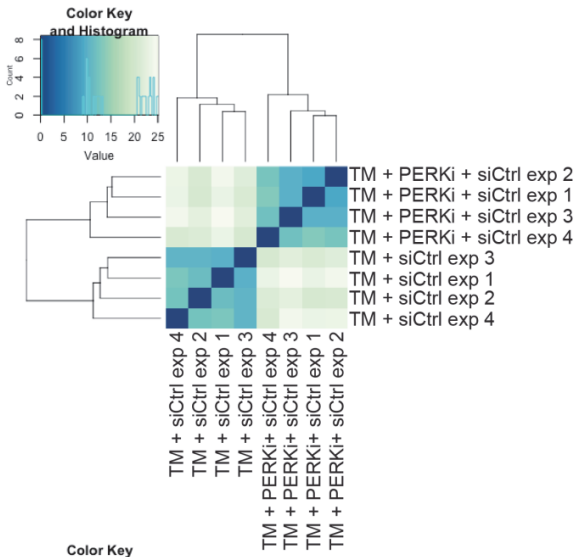 Color Key
and Histogram
Count
0 2 4 6 8
0 5 10 15 20 25
Value
TM + PERKi + siCtrl exp 2
TM + PERKi + siCtrl exp 1
TM + PERKi + siCtrl exp 3
TM + PERKi + siCtrl exp 4
TM + siCtrl exp 3
TM + siCtrl exp 1
TM + siCtrl exp 2
TM + siCtrl exp 4
TM + siCtrl exp 4
TM + siCtrl exp 2
TM + siCtrl exp 1
TM + siCtrl exp 3
TM + PERKi+ siCtrl exp 4
TM + PERKi+ siCtrl exp 3
TM + PERKi+ siCtrl exp 1
TM + PERKi+ siCtrl exp 2
Color Key